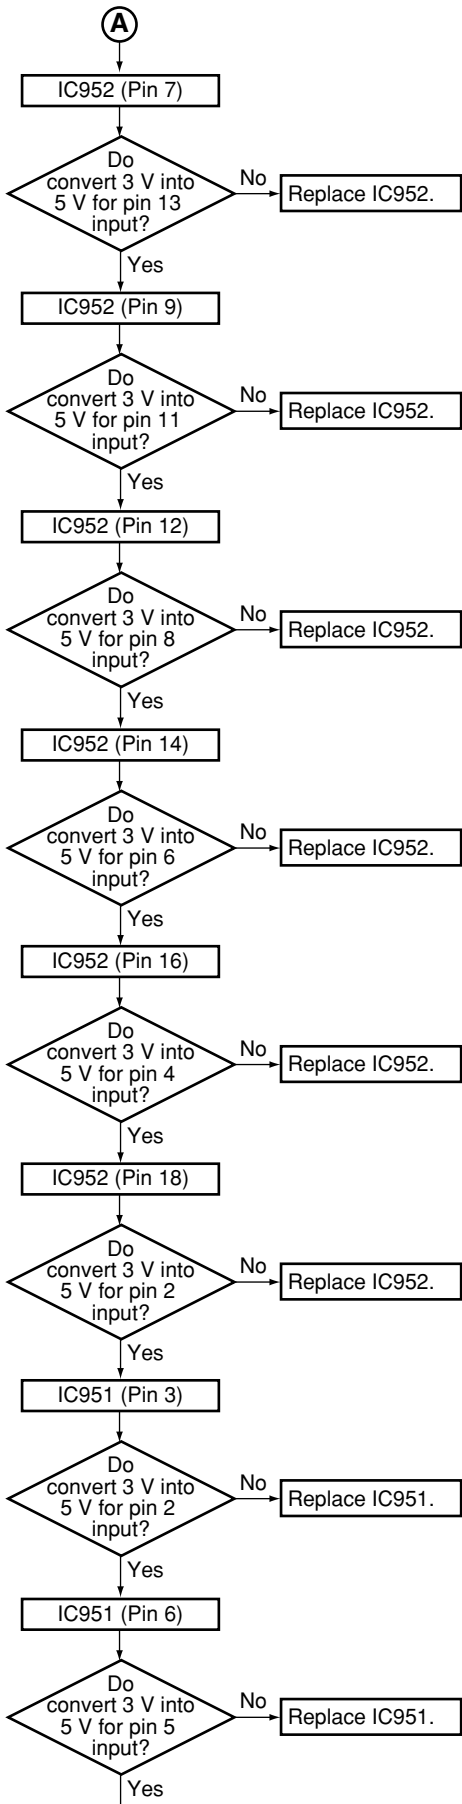 A
IC952 (Pin 7)
Do
convert 3 V into
5 V for pin 13
input?
No
Replace IC952.
Yes
IC952 (Pin 9)
Do
convert 3 V into
5 V for pin 11
input?
No
Replace IC952.
Yes
IC952 (Pin 12)
Do
convert 3 V into
5 V for pin 8
input?
No
Replace IC952.
Yes
IC952 (Pin 14)
Do
convert 3 V into
5 V for pin 6
input?
No
Replace IC952.
Yes
IC952 (Pin 16)
Do
convert 3 V into
5 V for pin 4
input?
No
Replace IC952.
Yes
IC952 (Pin 18)
Do
convert 3 V into
5 V for pin 2
input?
No
Replace IC952.
Yes
IC951 (Pin 3)
Do
convert 3 V into
5 V for pin 2
input?
No
Replace IC951.
Yes
IC951 (Pin 6)
Do
convert 3 V into
5 V for pin 5
input?
No
Replace IC951.
Yes